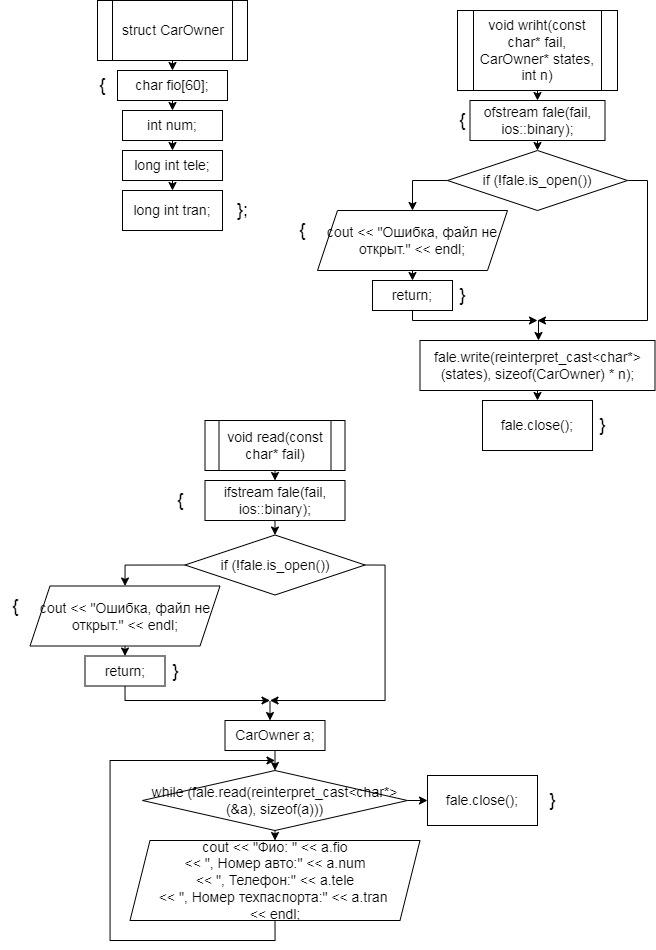 struct CarOwner
{
char fio[60];
int num;
long int tele;
long int tran;
};
void wriht(const
char* fail,
CarOwner* states,
int n)
{
ofstream fale(fail,
ios::binary);
if (!fale.is_open())
{
cout << "Ошибка, файл не
открыт." << endl;
return;
}
fale.write(reinterpret_cast<char*>
(states), sizeof(CarOwner) * n);
fale.close();
}
void read(const
char* fail)
{
ifstream fale(fail,
ios::binary);
if (!fale.is_open())
{
cout << "Ошибка, файл не
открыт." << endl;
return;
}
CarOwner a;
while (fale.read(reinterpret_cast<char*>
(&a), sizeof(a)))
fale.close();
}
cout << "Фио: " << a.fio
<< ", Номер авто:" << a.num
<< ", Телефон:" << a.tele
<< ", Номер техпаспорта:" << a.tran
<< endl;